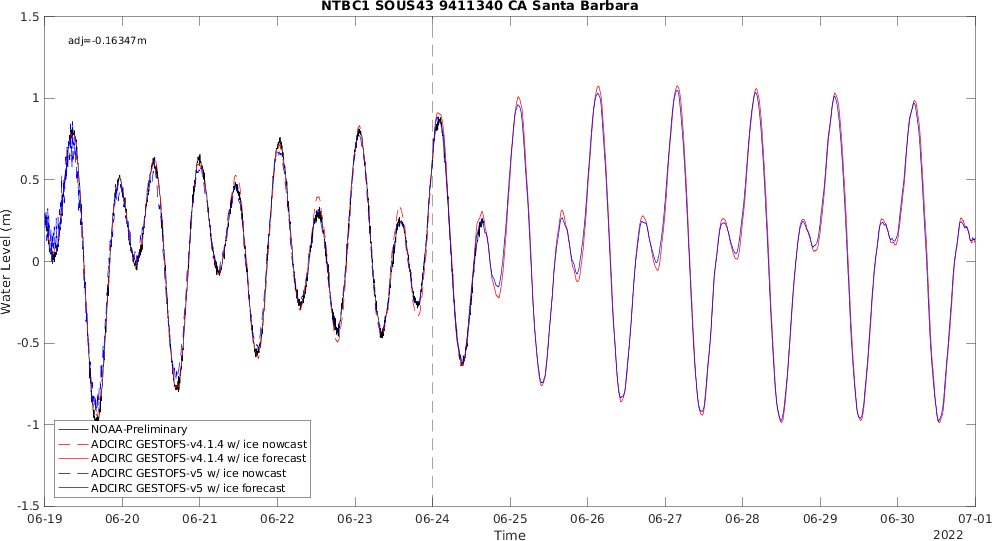 NTBC1 SOUS43 9411340 CA Santa Barbara
adj=-0.16347m
1.5
1
0.5
0
-0.5
-1
-1.5
Water Level (m)
NOAA-Preliminary
ADCIRC GESTOFS-v4.1.4 w/ ice nowcast
ADCIRC GESTOFS-v4.1.4 w/ ice forecast
ADCIRC GESTOFS-v5 w/ ice nowcast
ADCIRC GESTOFS-v5 w/ ice forecast
06-19 06-20 06-21 06-22 06-23 06-24 06-25 06-26 06-27 06-28 06-29 06-30 07-01
Time
2022